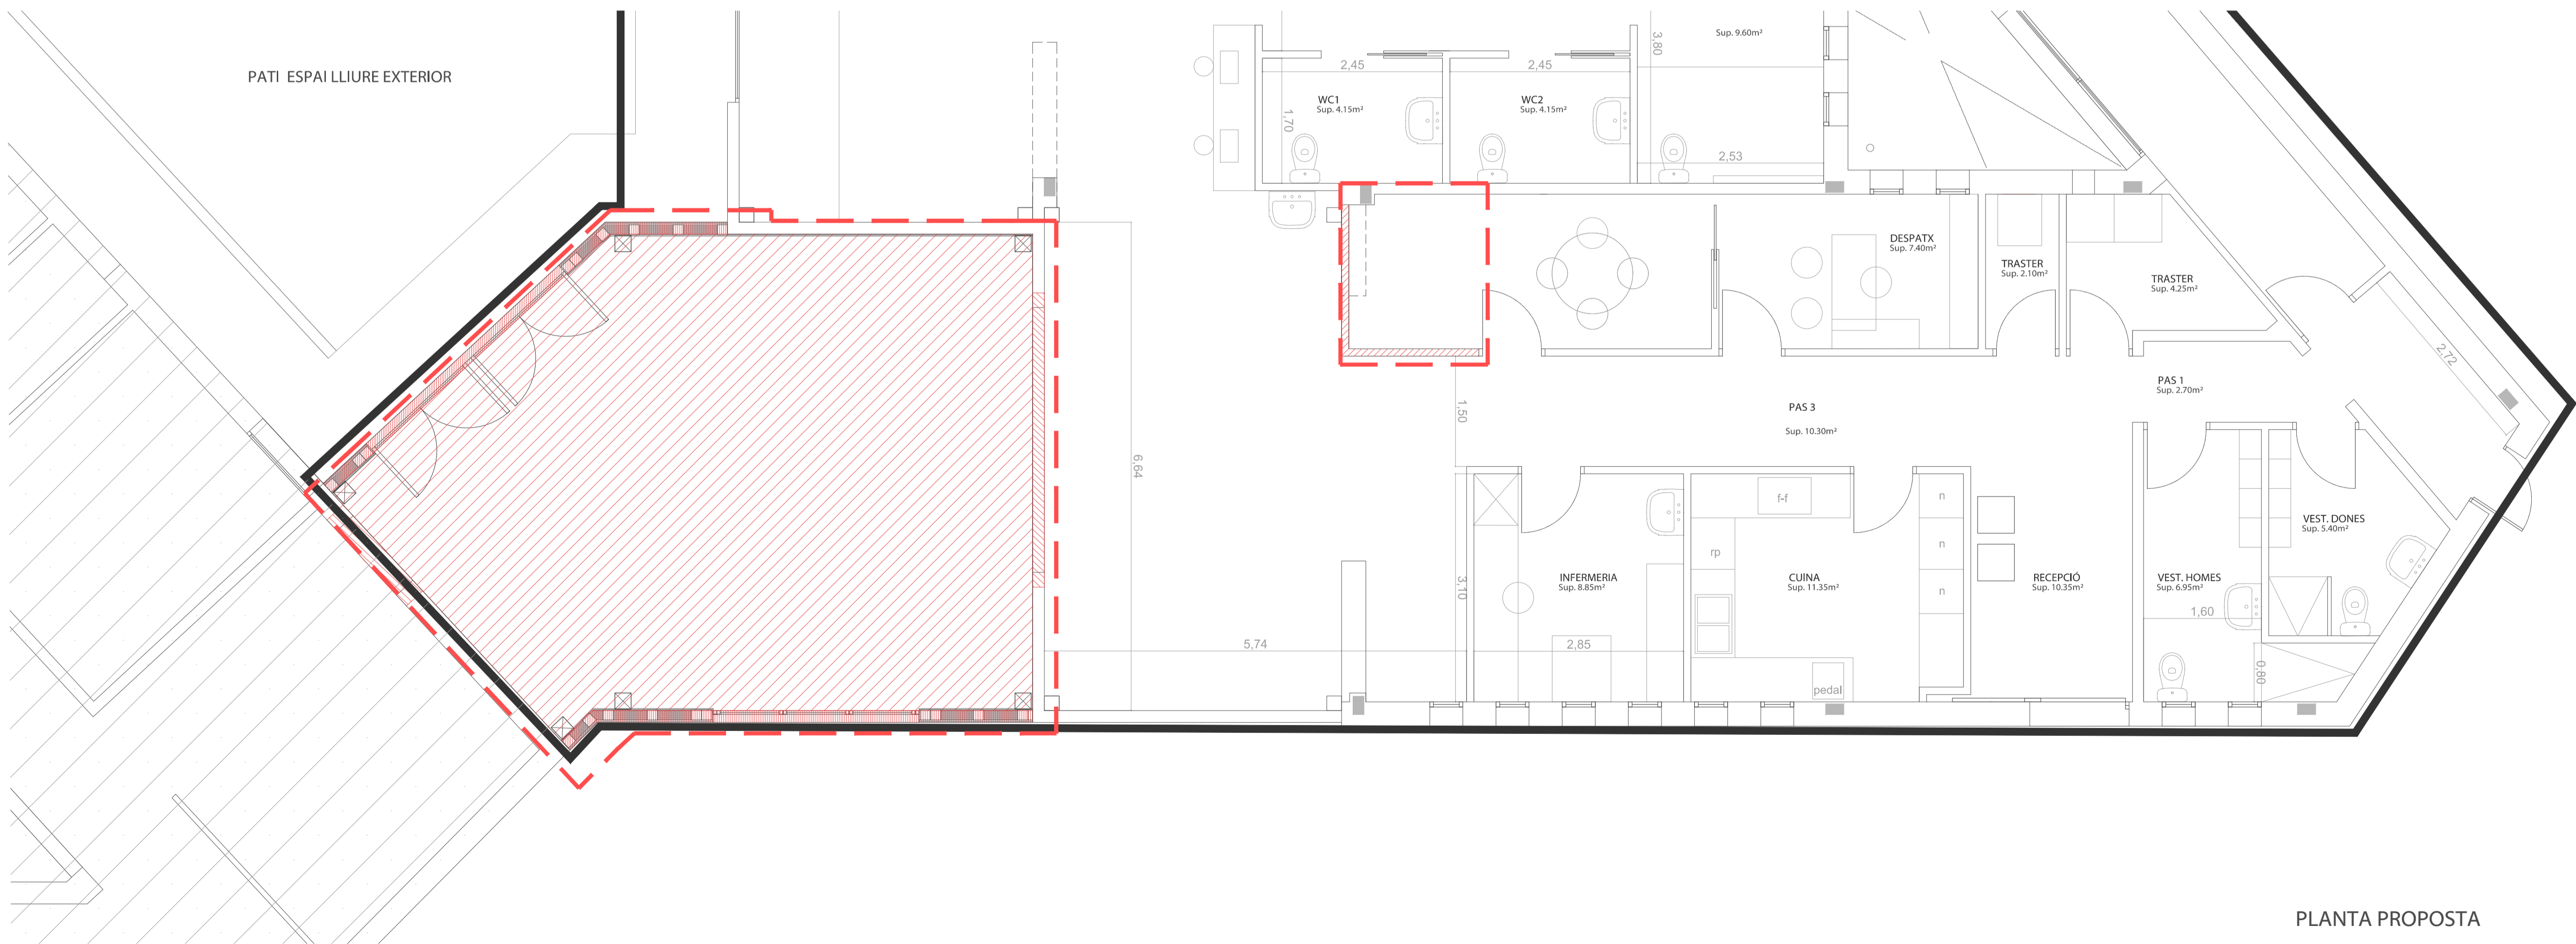 PATI ESPAI LLIURE EXTERIOR
Sup. 9.60m²
3,80
2,45
2,45
WC1
Sup. 4.15m²
WC2
Sup. 4.15m²
1,70
2,53
DESPATX
Sup. 7.40m²
TRASTER
Sup. 2.10m²
TRASTER
Sup. 4.25m²
2,72
PAS 1
Sup. 2.70m²
PAS 3
Sup. 10.30m²
1,50
6,64
f-f
n
rp
n
n
VEST. DONES
Sup. 5.40m²
INFERMERIA
Sup. 8.85m²
CUINA
Sup. 11.35m²
RECEPCIÓ
Sup. 10.35m²
VEST. HOMES
Sup. 6.95m²
3,10
1,60
5,74
2,85
0,80
pedal
PLANTA PROPOSTA